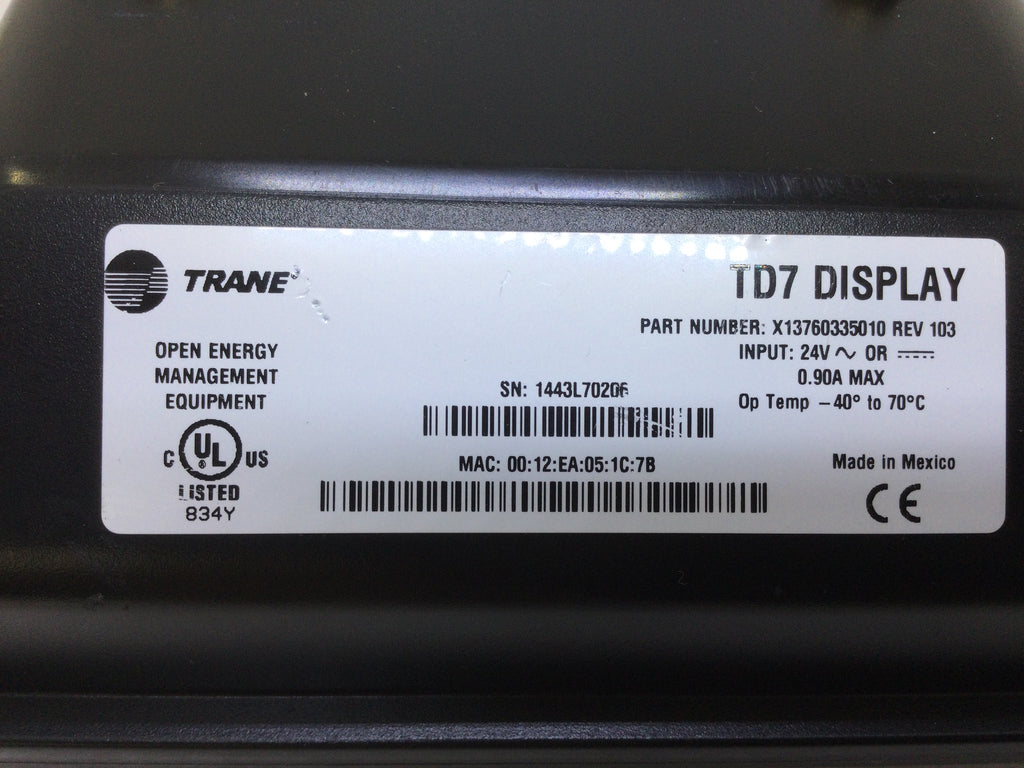 TRANE
TD7 DISPLAY
PART NUMBER: X13760335010 REV 103
INPUT: 24V ∿ OR ⎓
0.90A MAX
Op Temp –40° to 70°C
OPEN ENERGY
MANAGEMENT
EQUIPMENT
C UL ® US
LISTED
834Y
SN: 1443L70206
MAC: 00:12:EA:05:1C:7B
Made in Mexico
CE